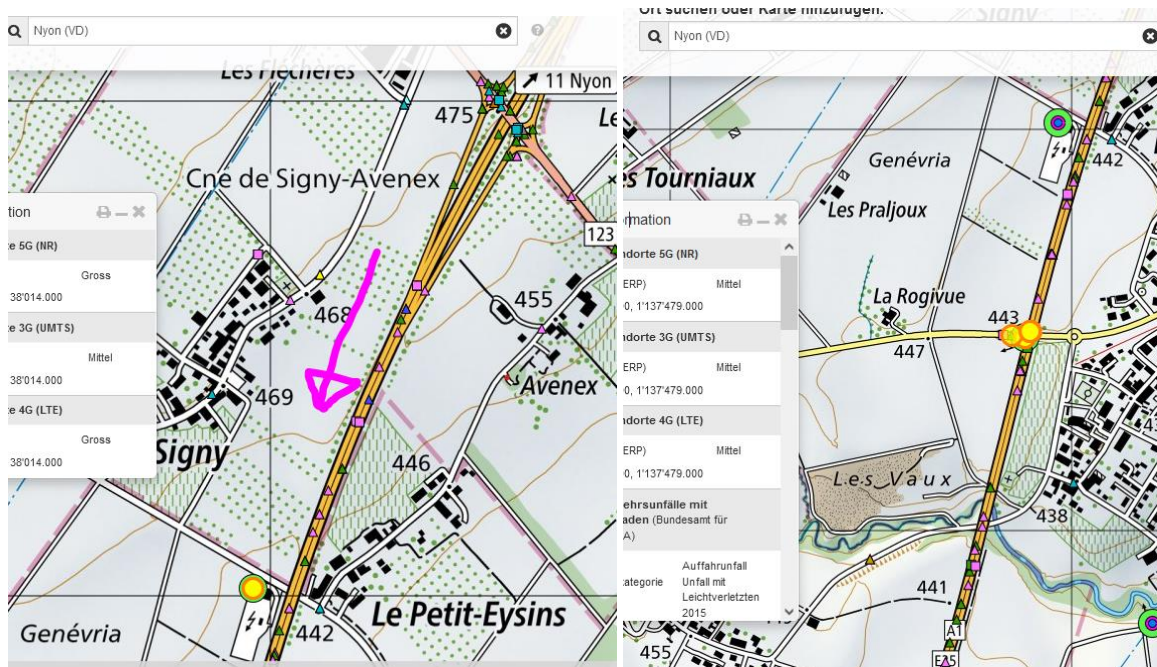 Nyon (VD)
Les Fléchères
11 Nyon
475
Cne de Signy-Avenex
tion
te 5G (NR)
Gross
38'014.000
te 3G (UMTS)
Mittel
38'014.000
te 4G (LTE)
Gross
38'014.000
123
468
455
469
Avenex
Signy
446
Le Petit-Eysins
442
Genévria
Ort suchen oder Karte hinzufügen:
Signy
Nyon (VD)
Genévria
442
s Tourniaux
Les Praljoux
formation
ndorte 5G (NR)
ERP) Mittel
0, 1'137'479.000
ndorte 3G (UMTS)
ERP) Mittel
0, 1'137'479.000
ndorte 4G (LTE)
ERP) Mittel
0, 1'137'479.000
ehrsunfälle mit
aden (Bundesamt für
A)
ategorie Auffahrunfall
Unfall mit
Leichtverletzten
2015
La Rogivue
443
447
Les Vaux
438
441
A1
E25
455